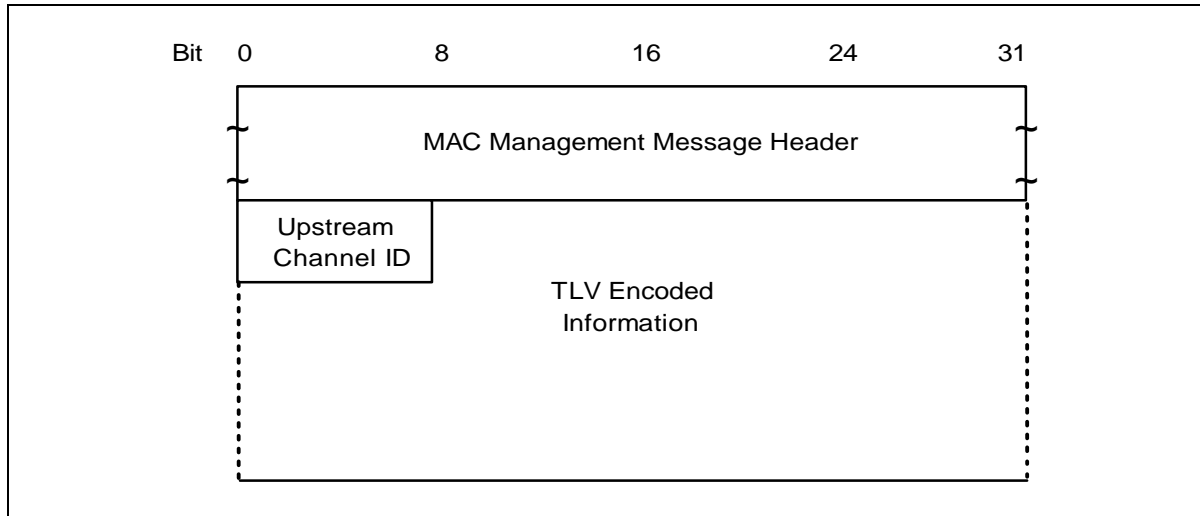 Bit 0 8 16 24 31
MAC Management Message Header
Upstream
Channel ID
TLV Encoded
Information